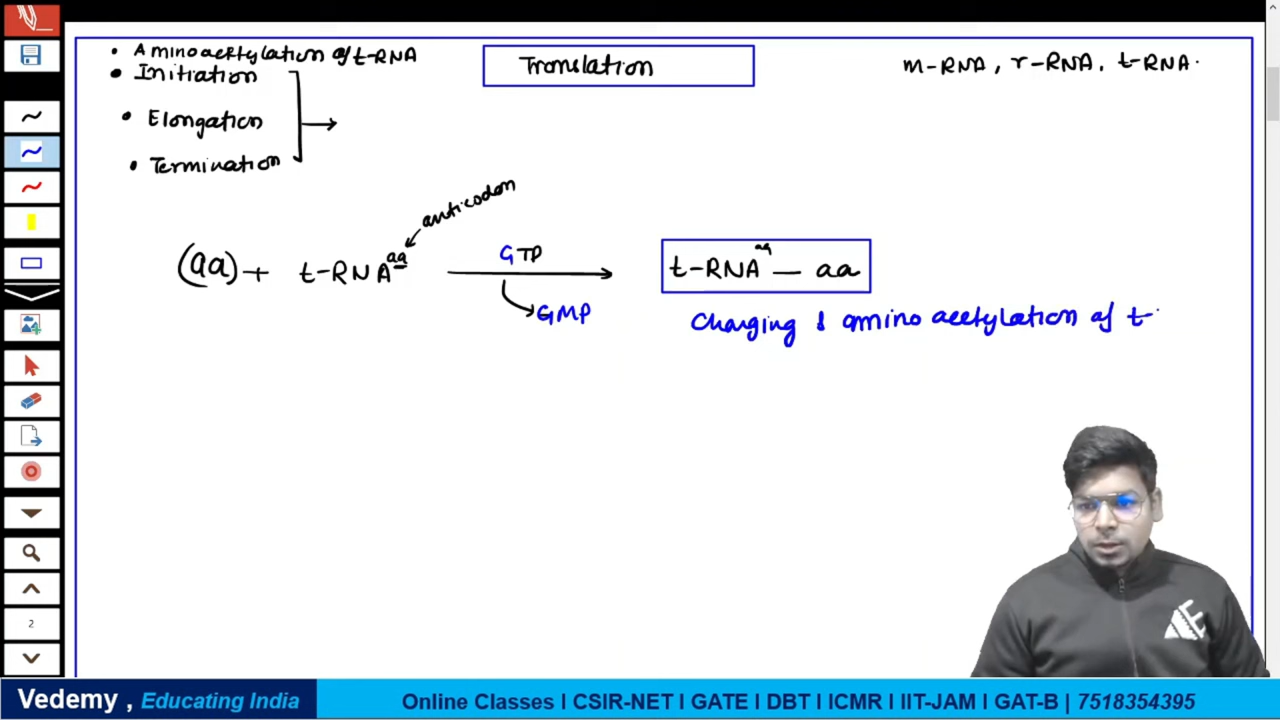 • Aminoacetylation of t-RNA
• Initiation
• Elongation
• Termination
Translation
m-RNA, r-RNA, t-RNA.
anticodon
(aa) + t-RNA^aa
GTP
GMP
t-RNA^aa — aa
Charging & amino acetylation of t-
2
Vedemy , Educating India
Online Classes I CSIR-NET I GATE I DBT I ICMR I IIT-JAM I GAT-B | 7518354395